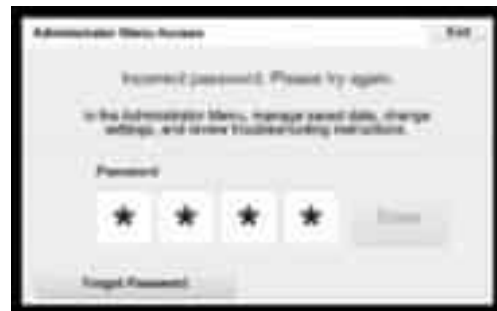 Administrator Menu Access
Exit
Incorrect password. Please try again.
In the Administrator Menu, manage saved data, change
settings, and review troubleshooting instructions.
Password
★ ★ ★ ★
Erase
Forgot Password